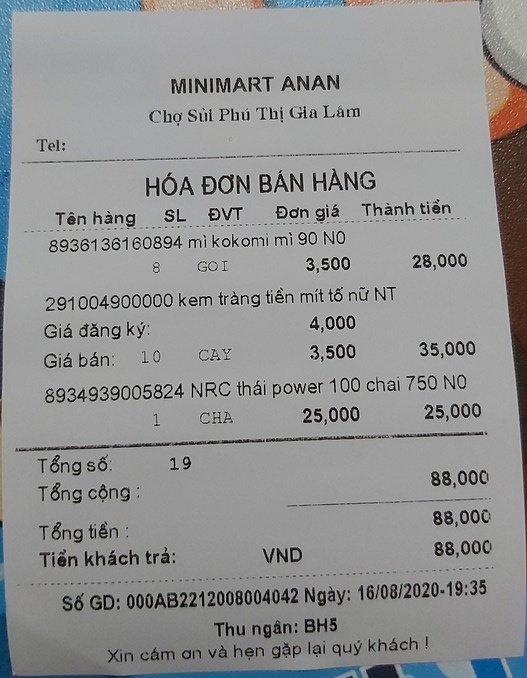 MINIMART ANAN
Chợ Sủi Phú Thị Gia Lâm
Tel:
HÓA ĐƠN BÁN HÀNG
Tên hàng SL ĐVT Đơn giá Thành tiền
8936136160894 mì kokomi mì 90 N0
8 GOI 3,500 28,000
291004900000 kem tràng tiền mít tố nữ NT
Giá đăng ký: 4,000
Giá bán: 10 CAY 3,500 35,000
8934939005824 NRC thái power 100 chai 750 N0
1 CHA 25,000 25,000
Tổng số: 19
Tổng cộng : 88,000
Tổng tiền : 88,000
Tiền khách trả: VND 88,000
Số GD: 000AB2212008004042 Ngày: 16/08/2020-19:35
Thu ngân: BH5
Xin cám ơn và hẹn gặp lại quý khách !